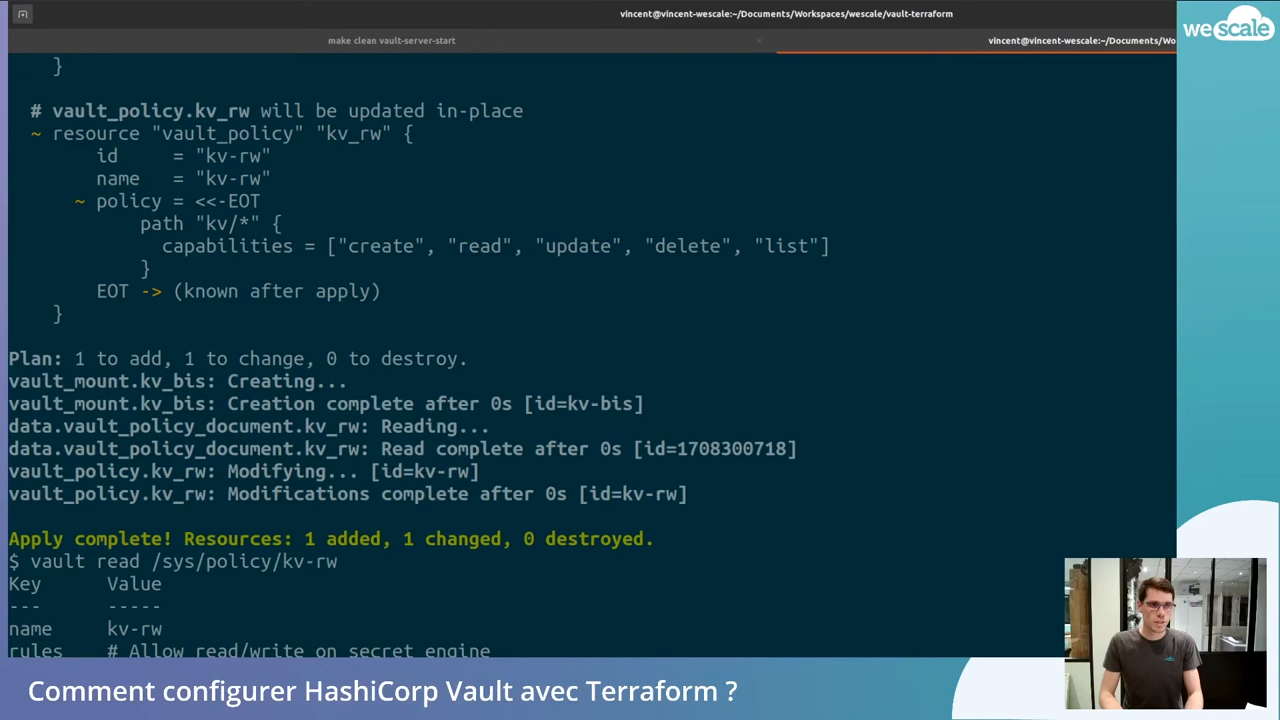 vincent@vincent-wescale:~/Documents/Workspaces/wescale/vault-terraform
wescale
make clean vault-server-start
×
vincent@vincent-wescale:~/Documents/Wo
}
# vault_policy.kv_rw will be updated in-place
~ resource "vault_policy" "kv_rw" {
id     = "kv-rw"
name   = "kv-rw"
~ policy = <<-EOT
path "kv/*" {
capabilities = ["create", "read", "update", "delete", "list"]
}
EOT -> (known after apply)
}
Plan: 1 to add, 1 to change, 0 to destroy.
vault_mount.kv_bis: Creating...
vault_mount.kv_bis: Creation complete after 0s [id=kv-bis]
data.vault_policy_document.kv_rw: Reading...
data.vault_policy_document.kv_rw: Read complete after 0s [id=1708300718]
vault_policy.kv_rw: Modifying... [id=kv-rw]
vault_policy.kv_rw: Modifications complete after 0s [id=kv-rw]
Apply complete! Resources: 1 added, 1 changed, 0 destroyed.
$ vault read /sys/policy/kv-rw
Key      Value
---      -----
name     kv-rw
rules    # Allow read/write on secret engine
Comment configurer HashiCorp Vault avec Terraform ?